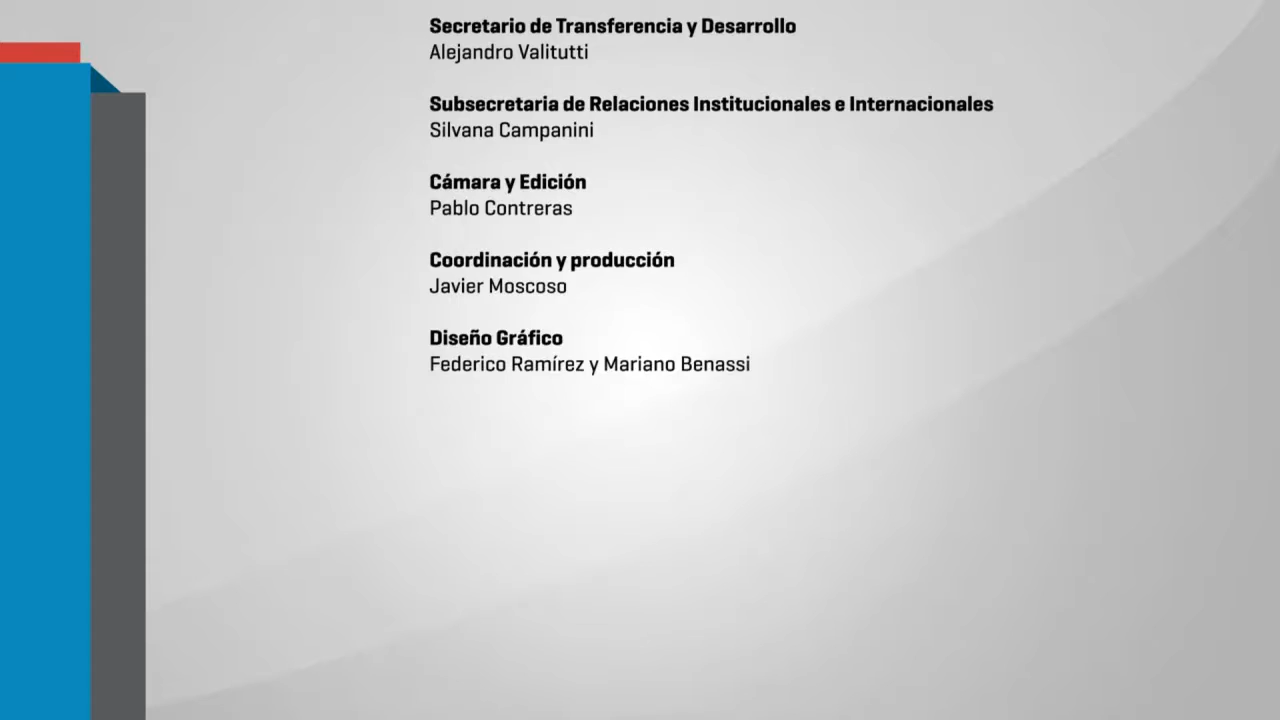 Secretario de Transferencia y Desarrollo
Alejandro Valitutti
Subsecretaria de Relaciones Institucionales e Internacionales
Silvana Campanini
Cámara y Edición
Pablo Contreras
Coordinación y producción
Javier Moscoso
Diseño Gráfico
Federico Ramírez y Mariano Benassi